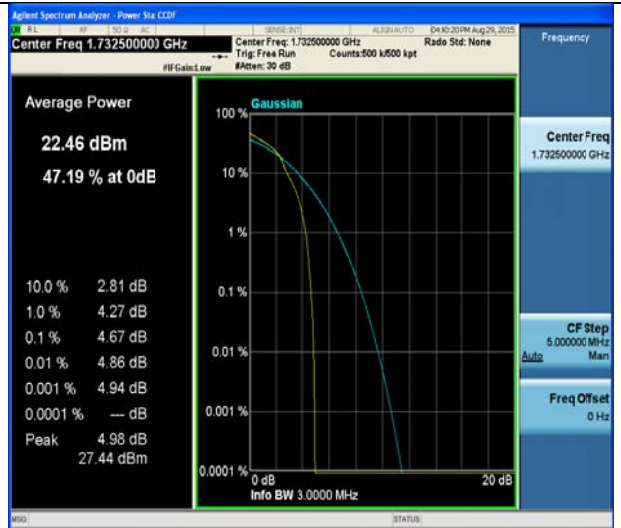 Agilent Spectrum Analyzer - Power Stat CCDF
RL RF 50 Ω AC SENSE:INT ALIGN AUTO 04:10:20 PM Aug 29, 2015
Center Freq 1.732500000 GHz
Center Freq: 1.732500000 GHz Rado Std: None
Trig: Free Run Counts:500 k/500 kpt
#IFGain:Low #Atten: 30 dB
Frequency
Average Power
22.46 dBm
47.19 % at 0dB
10.0 % 2.81 dB
1.0 % 4.27 dB
0.1 % 4.67 dB
0.01 % 4.86 dB
0.001 % 4.94 dB
0.0001 % --- dB
Peak 4.98 dB
27.44 dBm
Gaussian
100 %
10 %
1 %
0.1 %
0.01 %
0.001 %
0.0001 %
0 dB 20 dB
Info BW 3.0000 MHz
Center Freq
1.732500000 GHz
CF Step
5.000000 MHz
Auto Man
Freq Offset
0 Hz
MSG STATUS